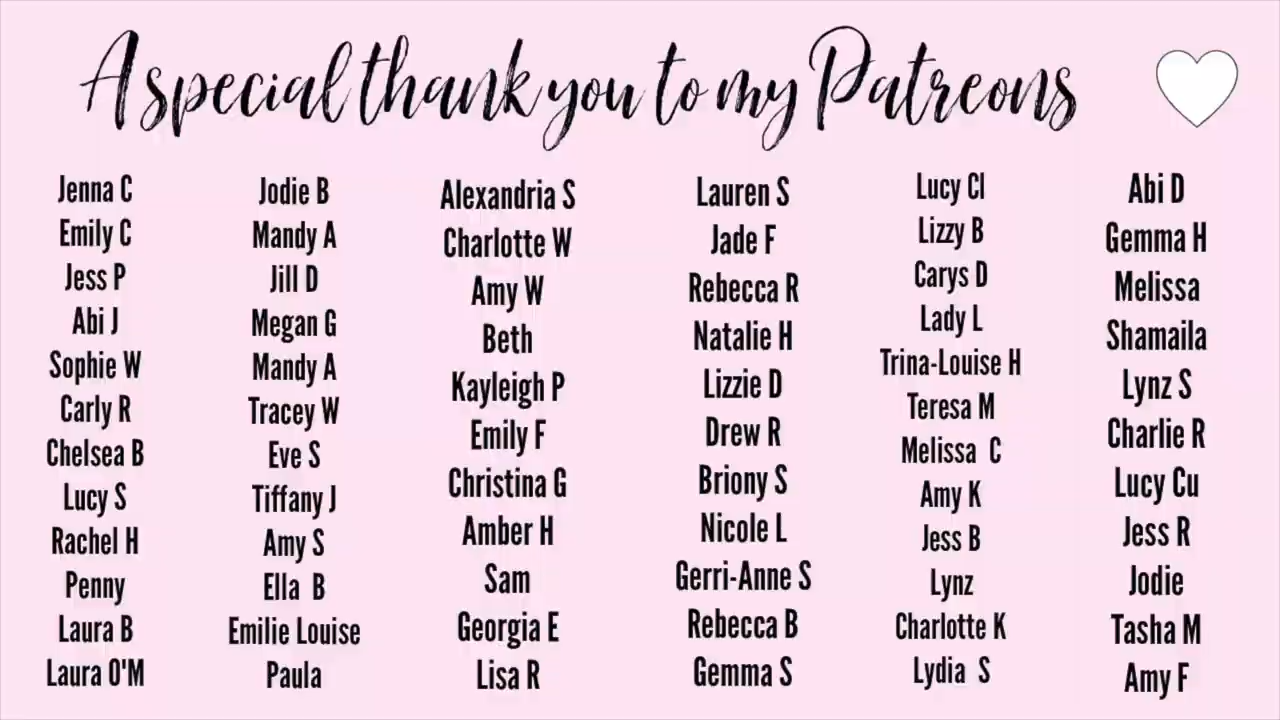 A special thank you to my Patreons
Jenna C
Emily C
Jess P
Abi J
Sophie W
Carly R
Chelsea B
Lucy S
Rachel H
Penny
Laura B
Laura O'M
Jodie B
Mandy A
Jill D
Megan G
Mandy A
Tracey W
Eve S
Tiffany J
Amy S
Ella B
Emilie Louise
Paula
Alexandria S
Charlotte W
Amy W
Beth
Kayleigh P
Emily F
Christina G
Amber H
Sam
Georgia E
Lisa R
Lauren S
Jade F
Rebecca R
Natalie H
Lizzie D
Drew R
Briony S
Nicole L
Gerri-Anne S
Rebecca B
Gemma S
Lucy Cl
Lizzy B
Carys D
Lady L
Trina-Louise H
Teresa M
Melissa C
Amy K
Jess B
Lynz
Charlotte K
Lydia S
Abi D
Gemma H
Melissa
Shamaila
Lynz S
Charlie R
Lucy Cu
Jess R
Jodie
Tasha M
Amy F